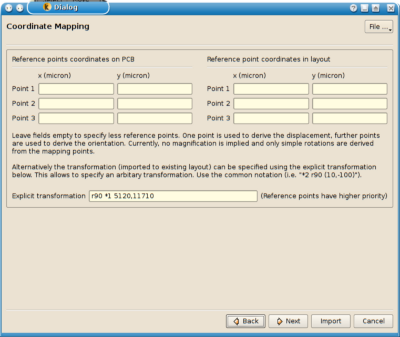 Dialog
Coordinate Mapping
File ...
Reference points coordinates on PCB
Reference point coordinates in layout
x (micron) y (micron)
x (micron) y (micron)
Point 1
Point 1
Point 2
Point 2
Point 3
Point 3
Leave fields empty to specify less reference points. One point is used to derive the displacement, further points
are used to derive the orientation. Currently, no magnification is implied and only simple rotations are derived
from the mapping points.
Alternatively the transformation (imported to existing layout) can be specified using the explicit transformation
below. This allows to specify an arbitary transformation. Use the common notation (i.e. "*2 r90 (10,-100)").
Explicit transformation r90 *1 5120,11710 (Reference points have higher priority)
Back Next Import Cancel